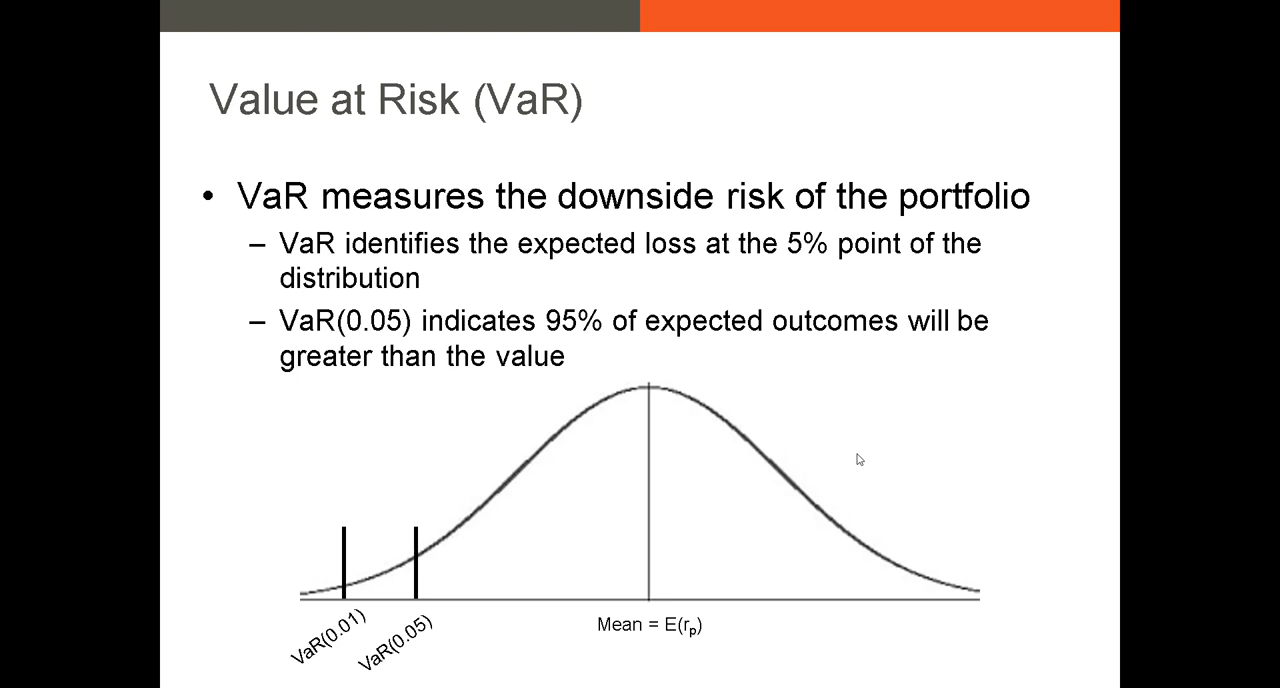 Value at Risk (VaR)
• VaR measures the downside risk of the portfolio
– VaR identifies the expected loss at the 5% point of the
distribution
– VaR(0.05) indicates 95% of expected outcomes will be
greater than the value
VaR(0.01)
VaR(0.05)
Mean = E(rₚ)